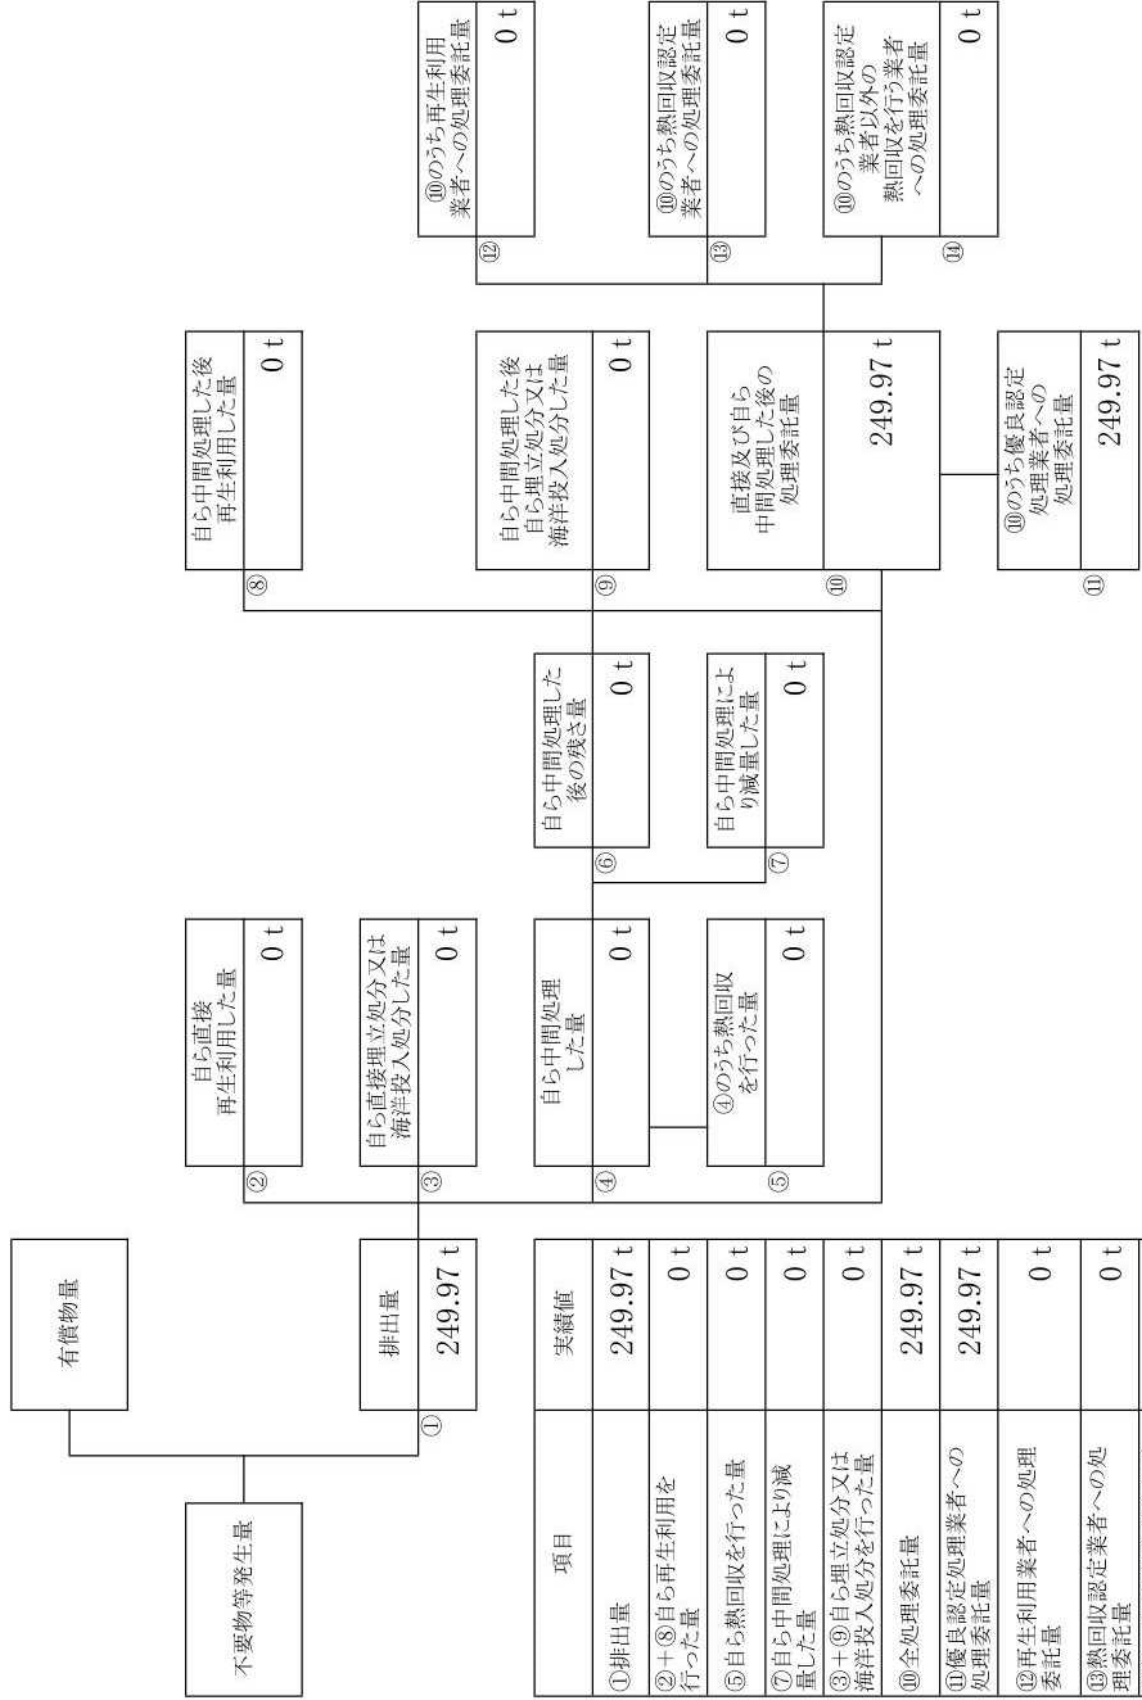 不要物等発生量
有償物量
①
排出量
249.97 t
②
自ら直接
再生利用した量
0 t
③
自ら直接埋立処分又は
海洋投入処分した量
0 t
④
自ら中間処理
した量
0 t
⑤
④のうち熱回収
を行った量
0 t
⑥
自ら中間処理した
後の残さ量
0 t
⑦
自ら中間処理によ
り減量した量
0 t
⑧
自ら中間処理した後
再生利用した量
0 t
⑨
自ら中間処理した後
自ら埋立処分又は
海洋投入処分した量
0 t
⑩
直接及び自ら
中間処理した後の
処理委託量
249.97 t
⑪
⑩のうち優良認定
処理業者への
処理委託量
249.97 t
⑫
⑩のうち再生利用
業者への処理委託量
0 t
⑬
⑩のうち熱回収認定
業者への処理委託量
0 t
⑭
⑩のうち熱回収認定
業者以外の
熱回収を行う業者
への処理委託量
0 t
項目 実績値
①排出量 249.97 t
②+⑧自ら再生利用を
行った量 0 t
⑤自ら熱回収を行った量 0 t
⑦自ら中間処理により減
量した量 0 t
③+⑨自ら埋立処分又は
海洋投入処分を行った量 0 t
⑩全処理委託量 249.97 t
⑪優良認定処理業者への
処理委託量 249.97 t
⑫再生利用業者への処理
委託量 0 t
⑬熱回収認定業者への処
理委託量 0 t